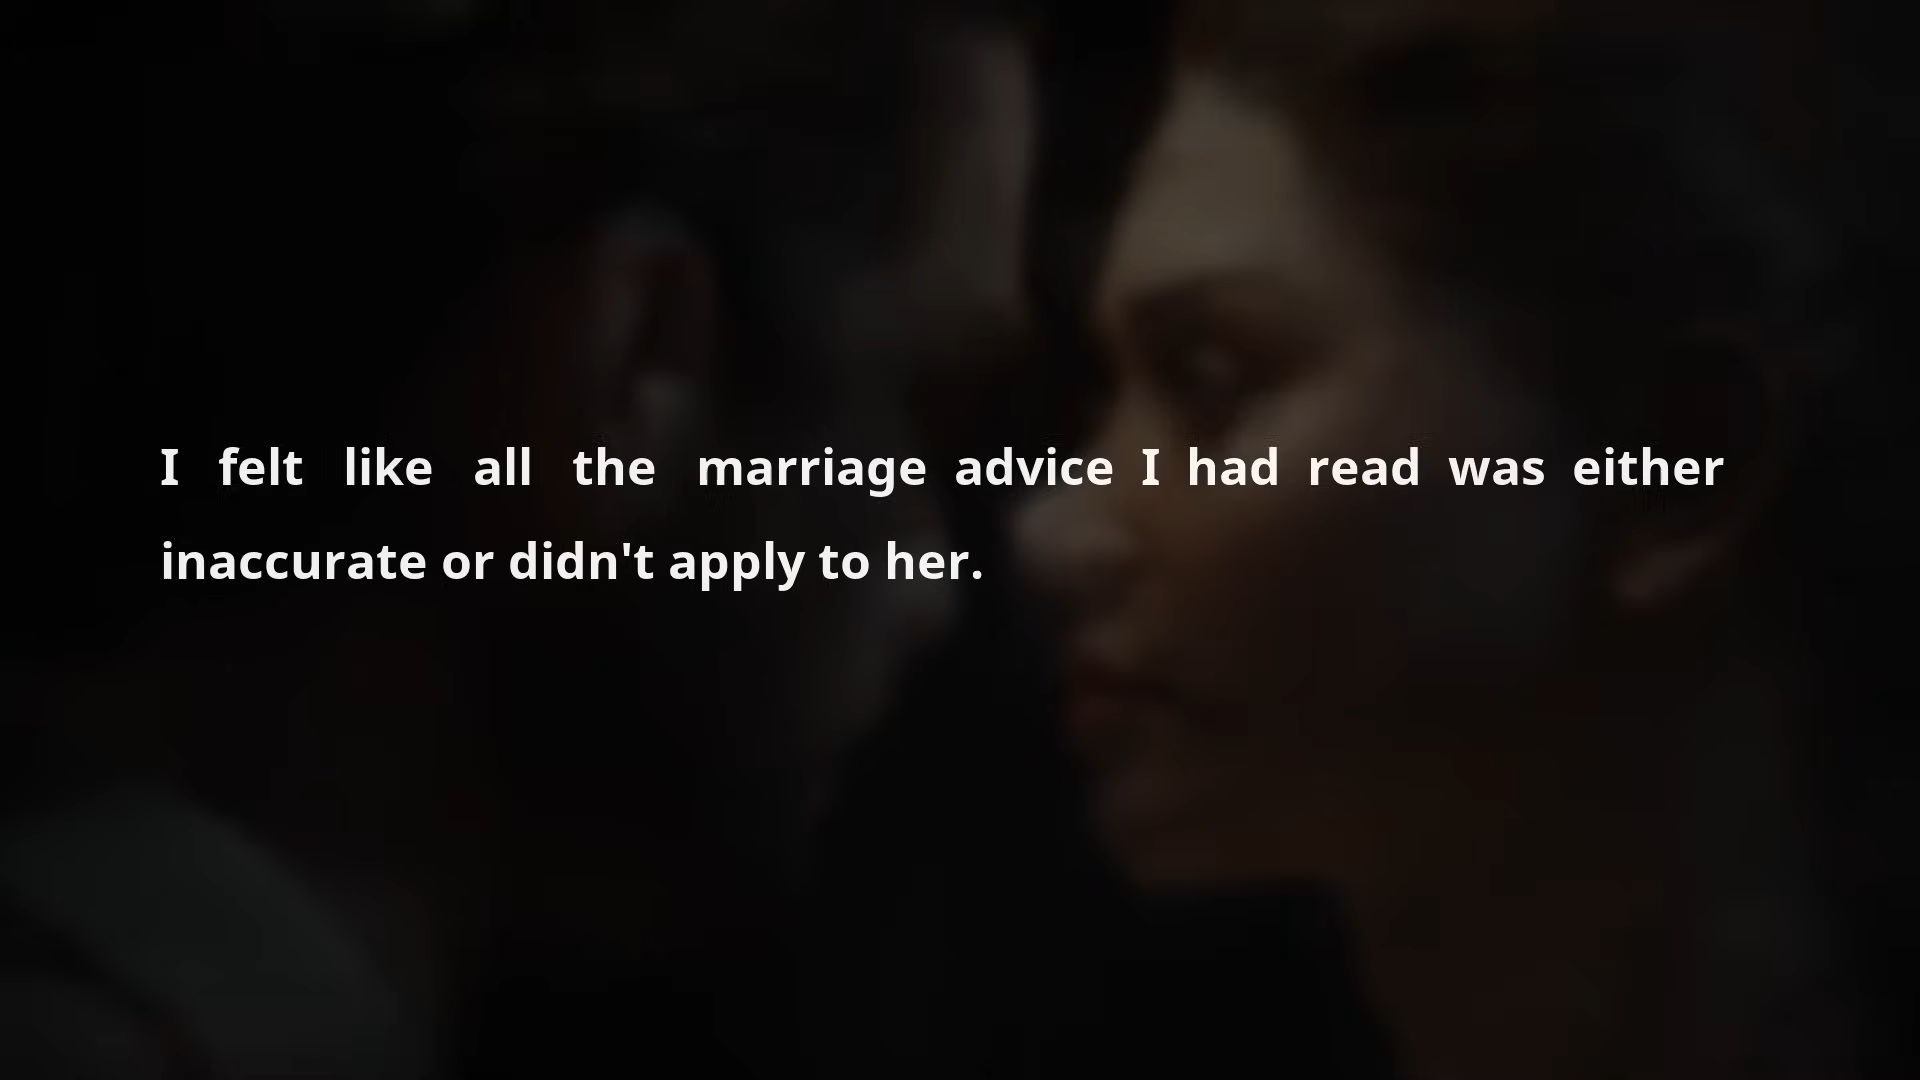 I felt like all the marriage advice I had read was either
inaccurate or didn't apply to her.